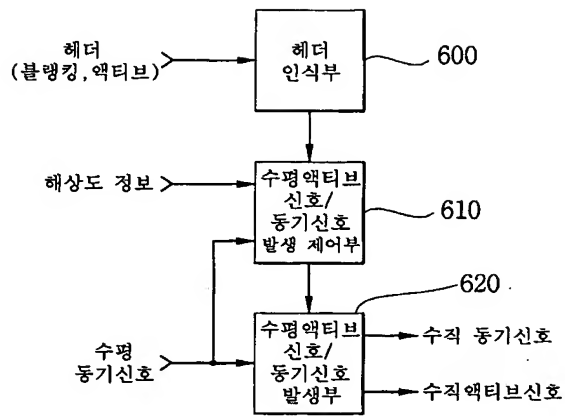 헤더
(블랭킹,액티브)
헤더
인식부
600
해상도 정보
수평액티브
신호/
동기신호
발생 제어부
610
620
수평
동기신호
수평액티브
신호/
동기신호
발생부
수직 동기신호
수직액티브신호